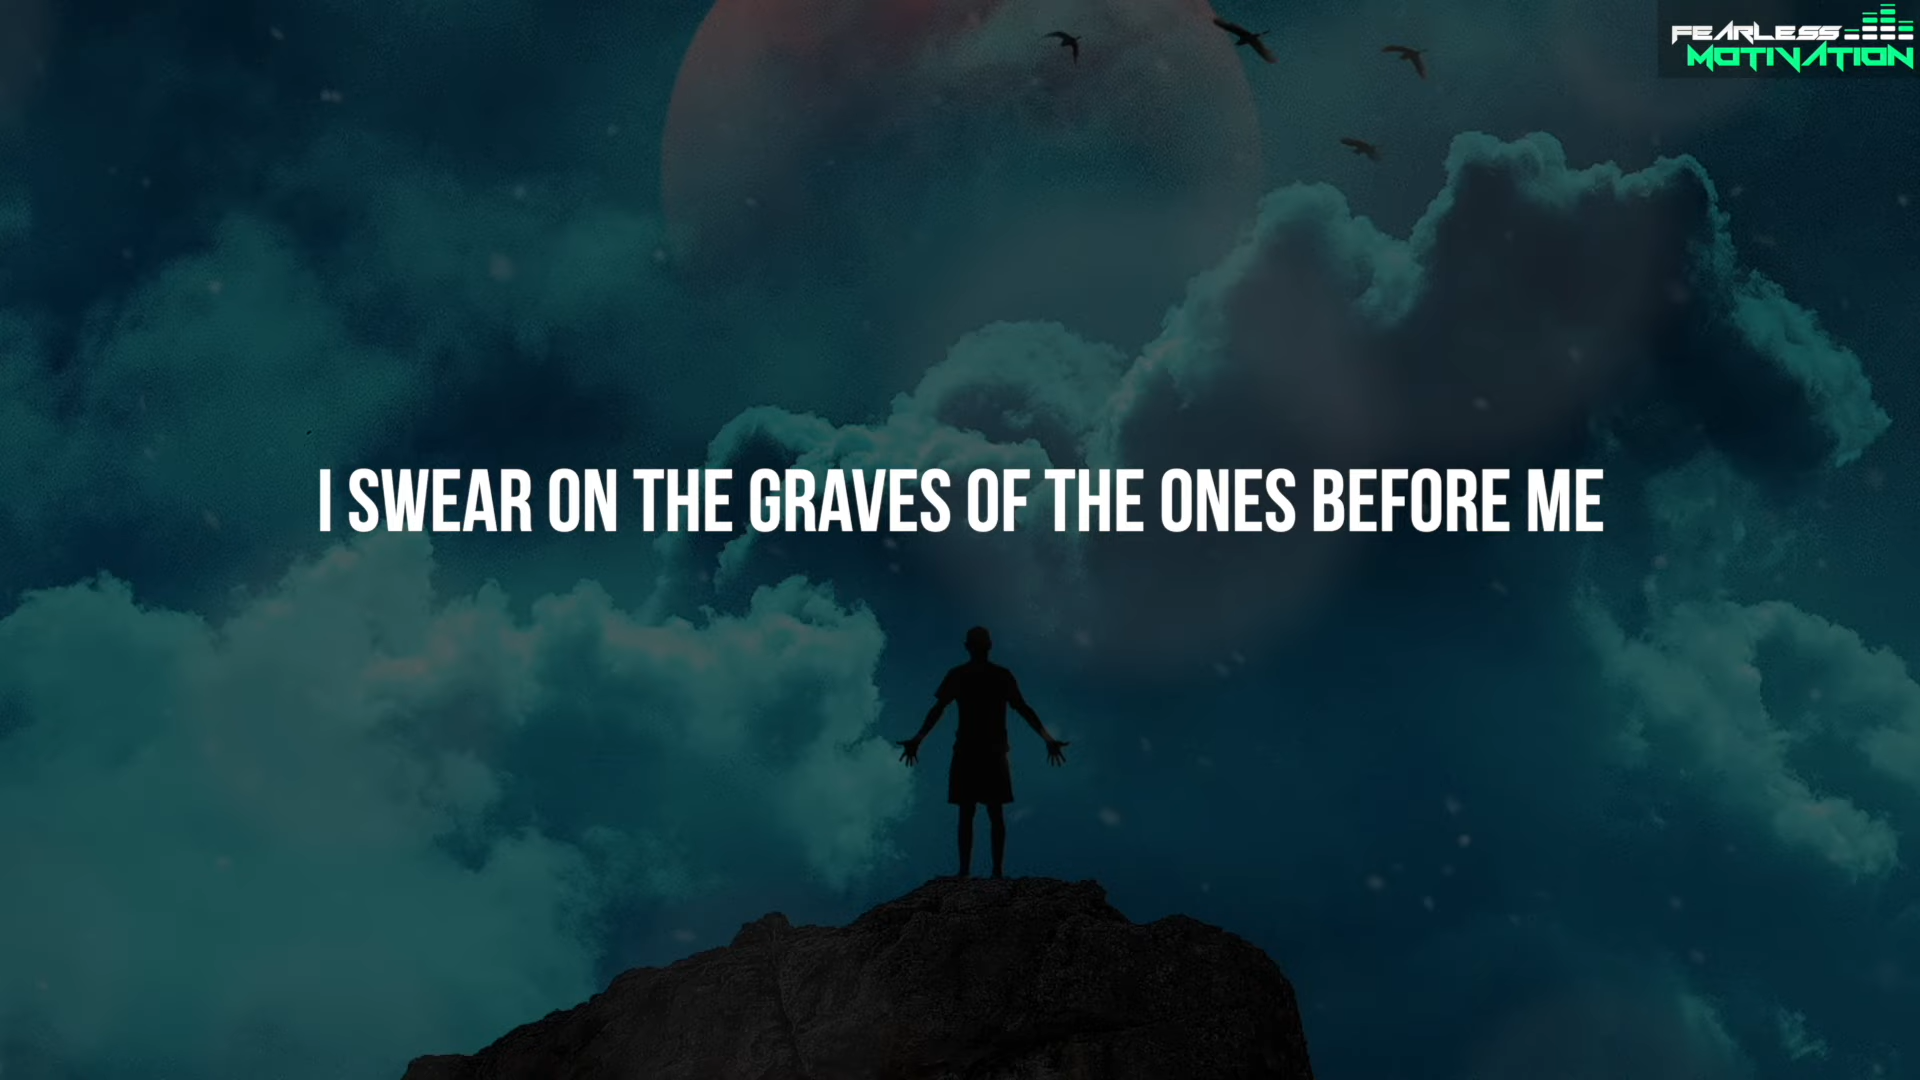 FEARLESS
MOTIVATION
I SWEAR ON THE GRAVES OF THE ONES BEFORE ME